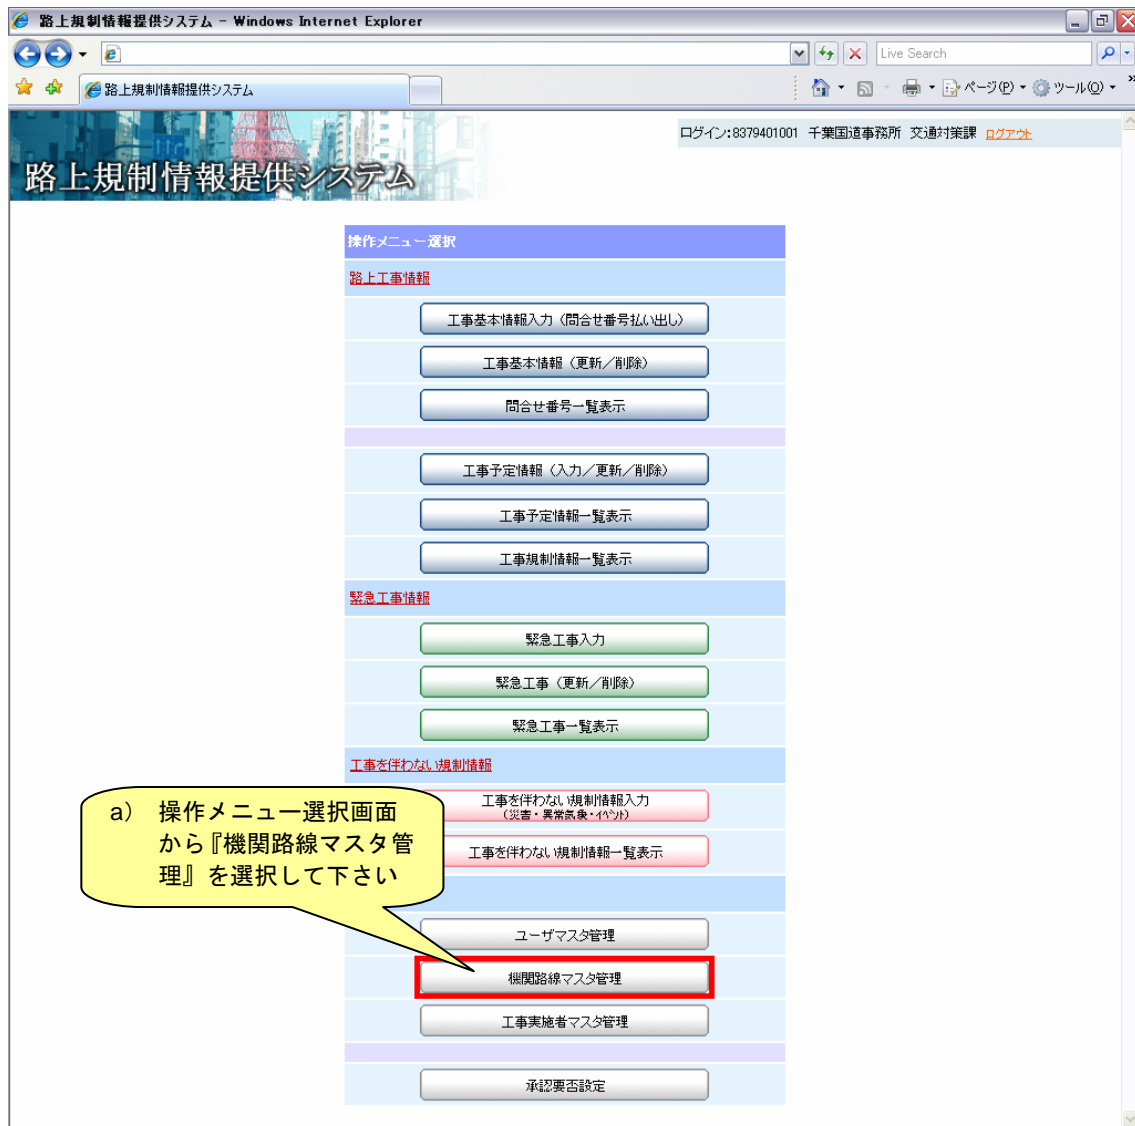 路上規制情報提供システム - Windows Internet Explorer
Live Search
路上規制情報提供システム
ページ(P)
ツール(O)
»
ログイン:8379401001 千葉国道事務所 交通対策課 ログアウト
路上規制情報提供システム
操作メニュー選択
路上工事情報
工事基本情報入力（問合せ番号払い出し）
工事基本情報（更新／削除）
問合せ番号一覧表示
工事予定情報（入力／更新／削除）
工事予定情報一覧表示
工事規制情報一覧表示
緊急工事情報
緊急工事入力
緊急工事（更新／削除）
緊急工事一覧表示
工事を伴わない規制情報
工事を伴わない規制情報入力
（災害・異常気象・イベント）
工事を伴わない規制情報一覧表示
a） 操作メニュー選択画面
から『機関路線マスタ管
理』を選択して下さい
ユーザマスタ管理
機関路線マスタ管理
工事実施者マスタ管理
承認要否設定